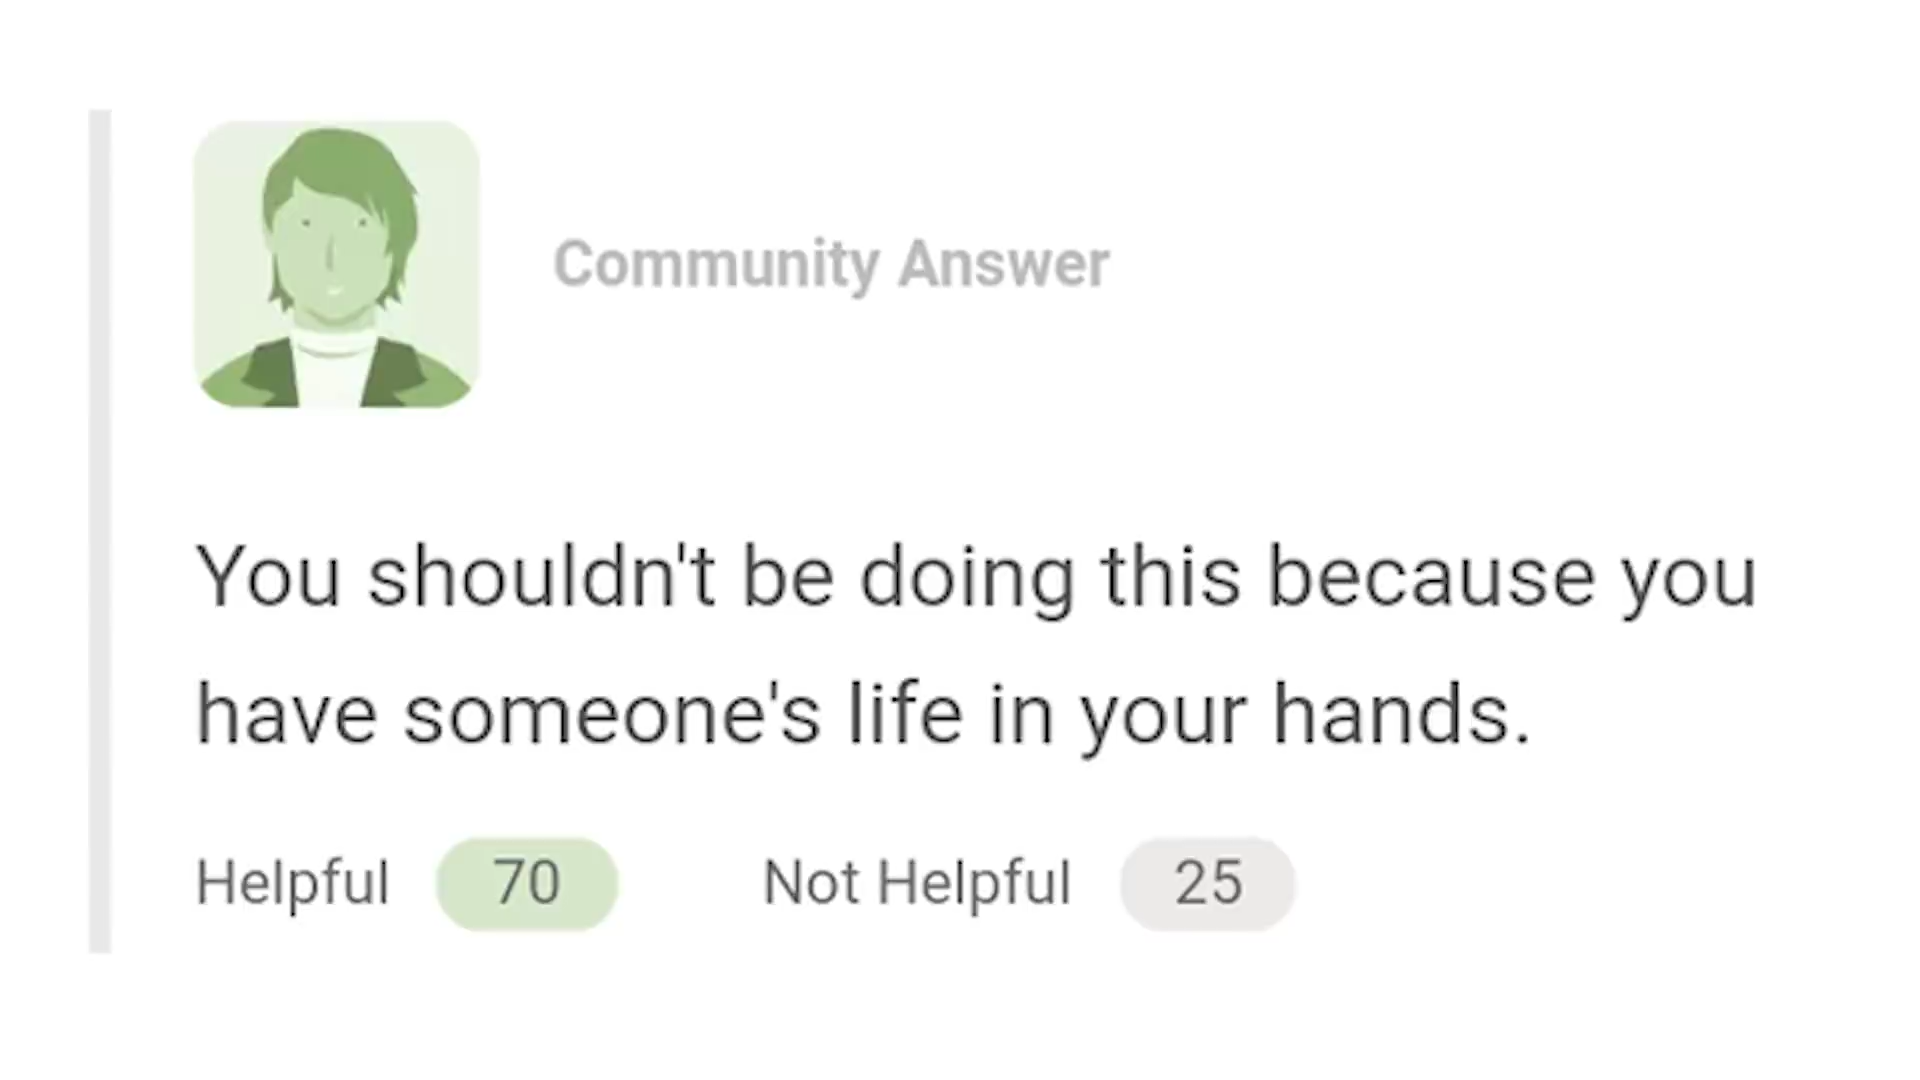 Community Answer
You shouldn't be doing this because you
have someone's life in your hands.
Helpful 70 Not Helpful 25